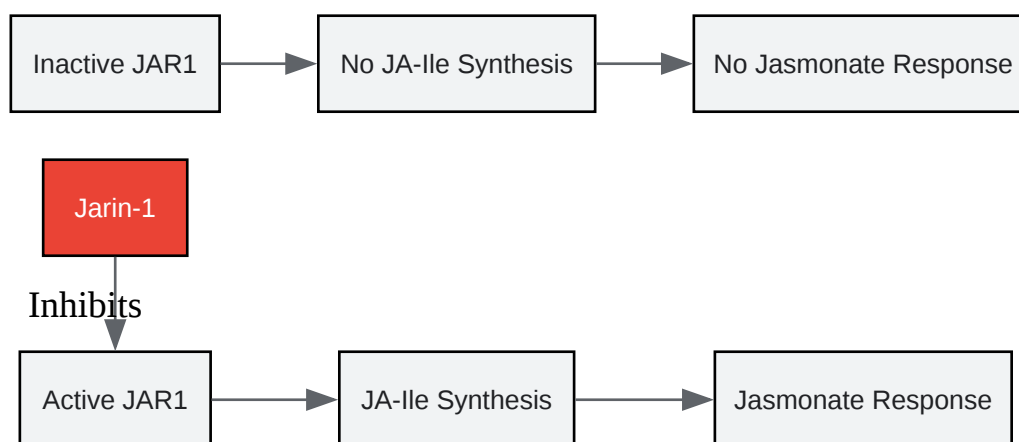 Inactive JAR1
No JA-Ile Synthesis
No Jasmonate Response
Jarin-1
Inhibits
Active JAR1
JA-Ile Synthesis
Jasmonate Response